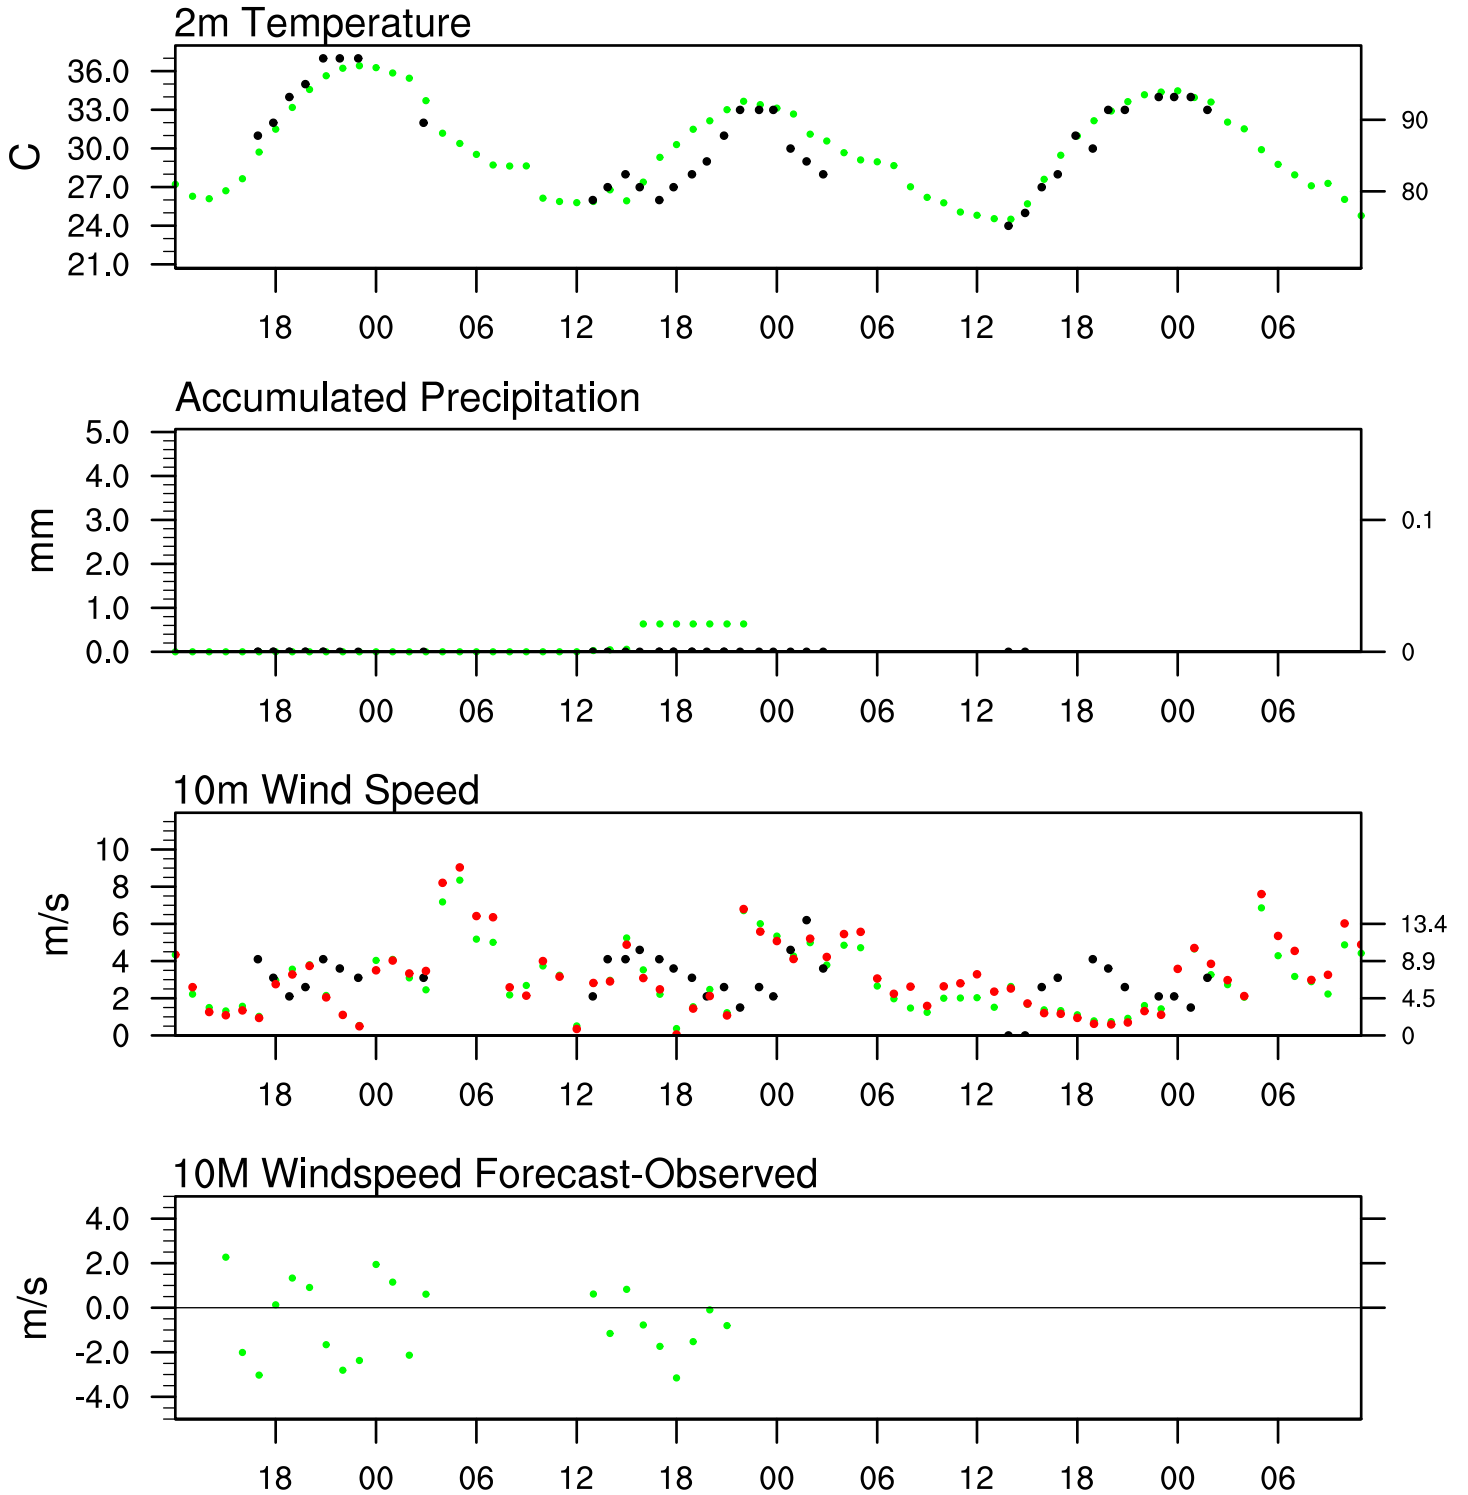 2m Temperature
36.0
33.0
30.0
27.0
24.0
21.0
C
90
80
18 00 06 12 18 00 06 12 18 00 06
Accumulated Precipitation
5.0
4.0
3.0
2.0
1.0
0.0
mm
0.1
0
18 00 06 12 18 00 06 12 18 00 06
10m Wind Speed
10
8
6
4
2
0
m/s
13.4
8.9
4.5
0
18 00 06 12 18 00 06 12 18 00 06
10M Windspeed Forecast-Observed
4.0
2.0
0.0
-2.0
-4.0
m/s
18 00 06 12 18 00 06 12 18 00 06